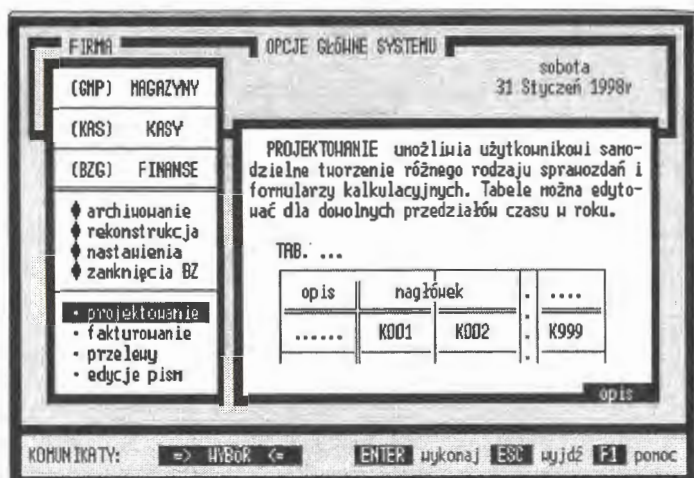 FIRMA
OPCJE GŁÓWNE SYSTEMU
sobota
31 Styczeń 1998r
(GMP) MAGAZYNY
(KAS) KASY
(BZG) FINANSE
archiwowanie
rekonstrukcja
nastawienia
zamknięcia BZ
· projektowanie
· fakturowanie
· przelewy
· edycje pism
PROJEKTOWANIE umożliwia użytkownikowi samo-
dzielne tworzenie różnego rodzaju sprawozdań i
formularzy kalkulacyjnych. Tabele można edyto-
wać dla dowolnych przedziałów czasu w roku.
TAB. ...
opis nagłówek . ....
...... K001 K002 . K999
opis
KOMUNIKATY: => WYBÓR <= ENTER wykonaj ESC wyjdź F1 pomoc